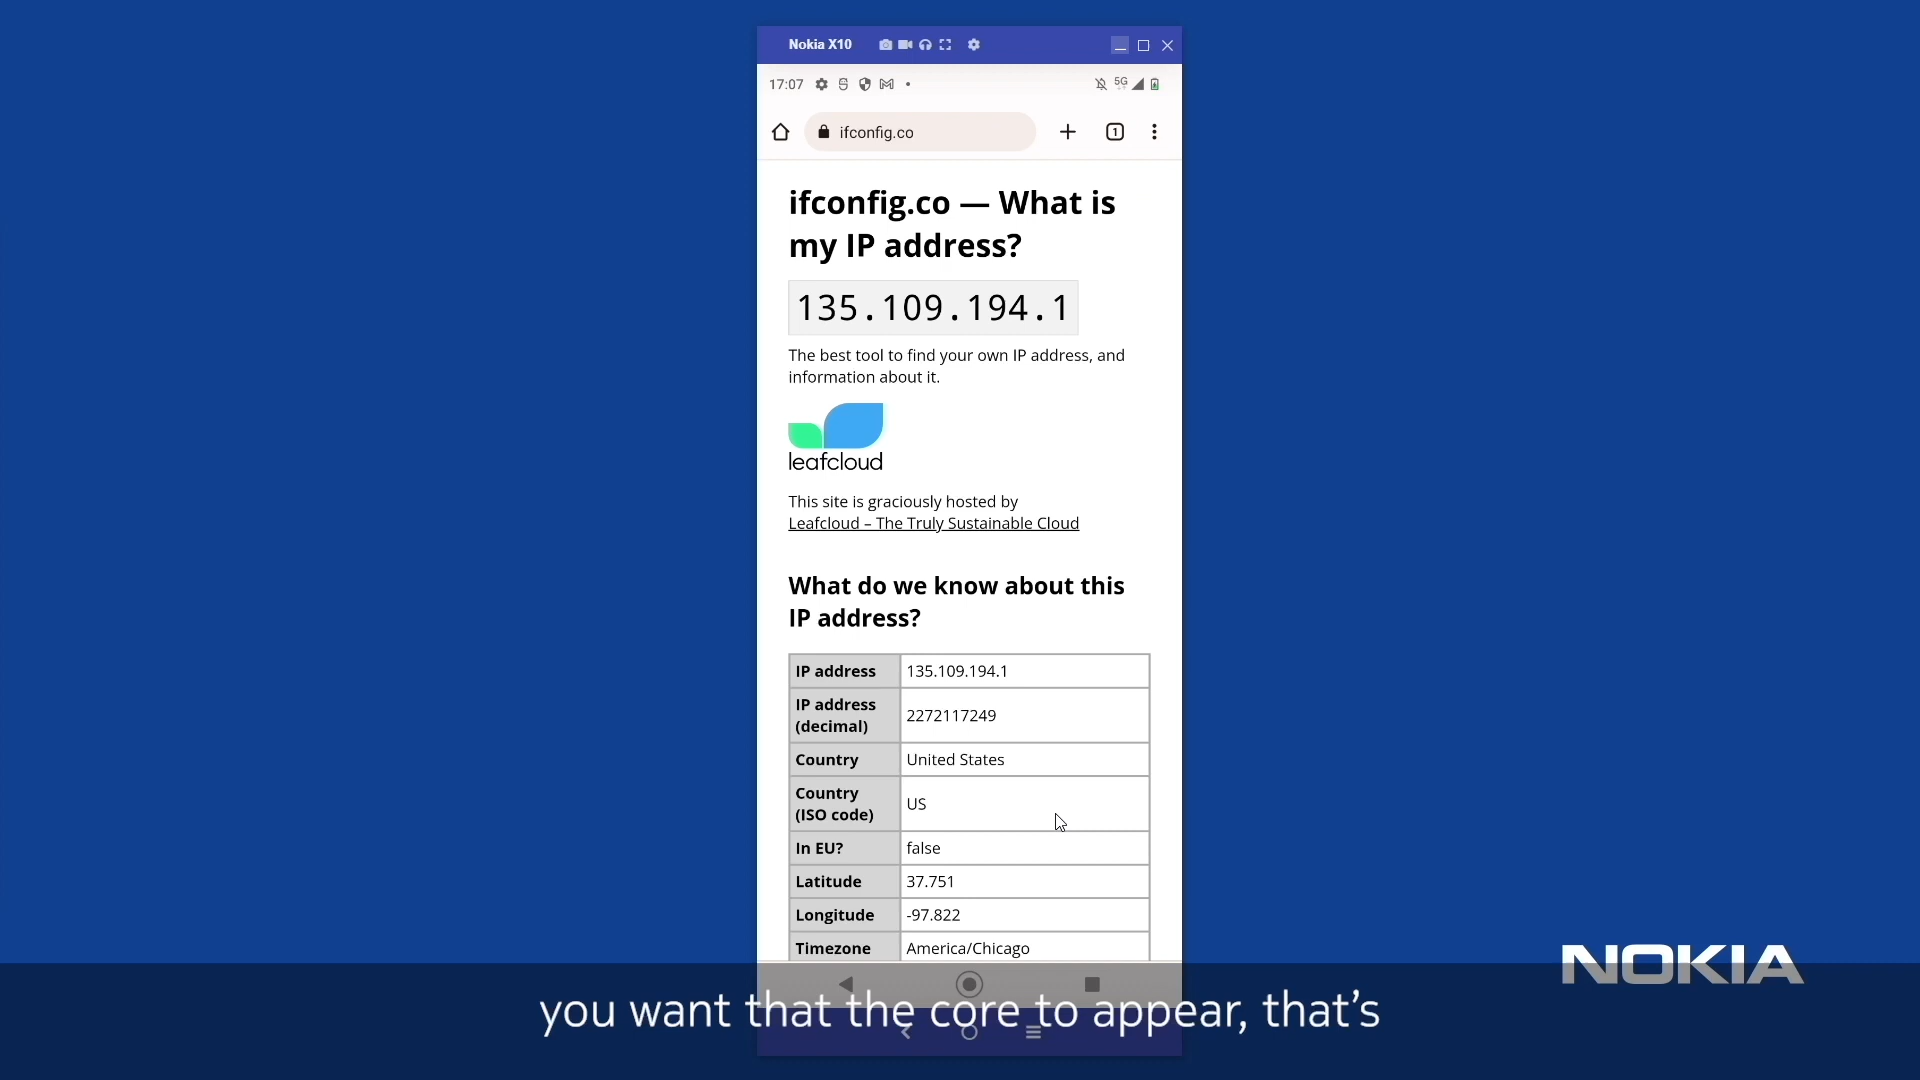 Nokia X10
17:07
5G
ifconfig.co
1
ifconfig.co — What is
my IP address?
135.109.194.1
The best tool to find your own IP address, and
information about it.
leafcloud
This site is graciously hosted by
Leafcloud – The Truly Sustainable Cloud
What do we know about this
IP address?
IP address 135.109.194.1
IP address
(decimal) 2272117249
Country United States
Country
(ISO code) US
In EU? false
Latitude 37.751
Longitude -97.822
Timezone America/Chicago
NOKIA
you want that the core to appear, that's